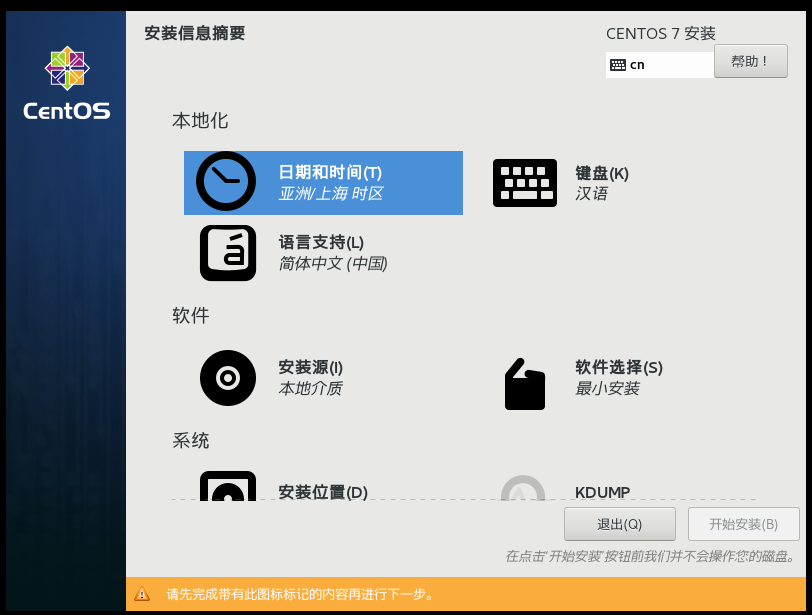 安装信息摘要
CENTOS 7 安装
cn
帮助！
CentOS
本地化
日期和时间(T)
亚洲/上海 时区
键盘(K)
汉语
语言支持(L)
简体中文 (中国)
软件
安装源(I)
本地介质
软件选择(S)
最小安装
系统
安装位置(D)
KDUMP
退出(Q)
开始安装(B)
在点击'开始安装'按钮前我们并不会操作您的磁盘。
请先完成带有此图标标记的内容再进行下一步。